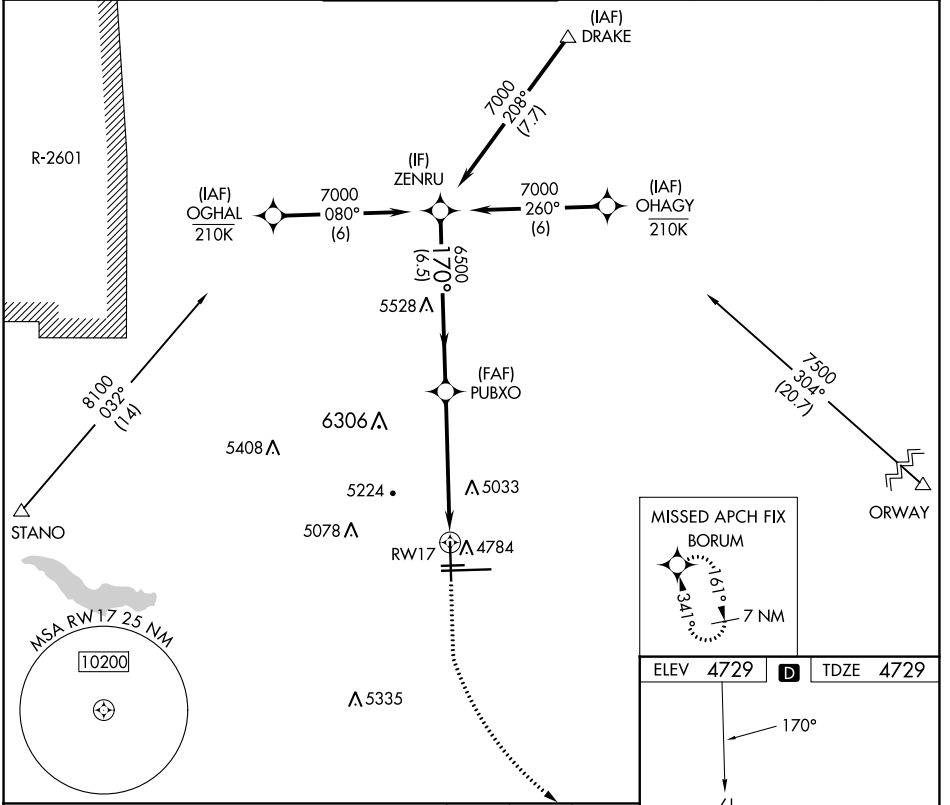 (IAF)
DRAKE
7000
208°
(7.7)
R-2601
(IF)
ZENRU
(IAF)
OGHAL
210K
7000
080°
(6)
7000
260°
(6)
(IAF)
OHAGY
210K
6500
170°
(6.5)
5528
(FAF)
PUBXO
8100
032°
(14)
7500
304°
(20.7)
6306
5408
5224
5033
5078
RW17
4784
STANO
ORWAY
MISSED APCH FIX
BORUM
161°
341°
7 NM
MSA RW17 25 NM
10200
5335
ELEV 4729 D TDZE 4729
170°